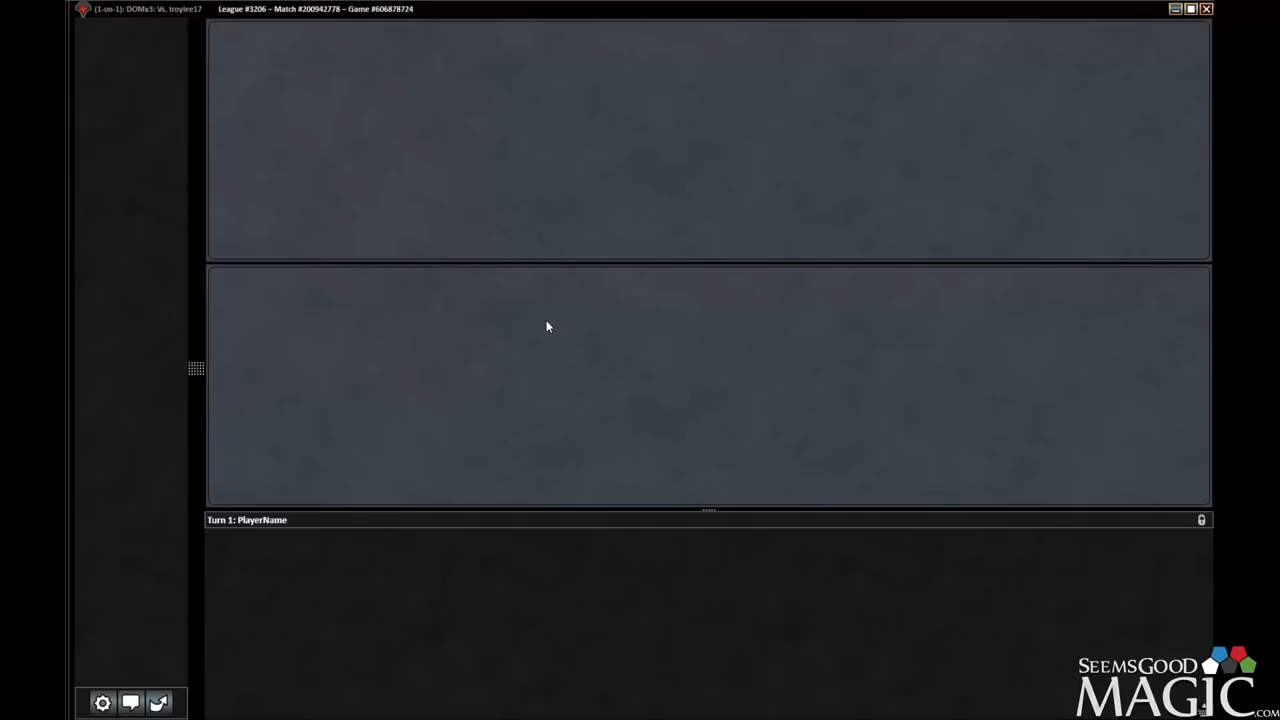 (1-on-1): DOMx3: Vs. troylee17
League #3206 – Match #200942778 – Game #606878724
Turn 1: PlayerName
SEEMSGOOD
MAGIC.COM